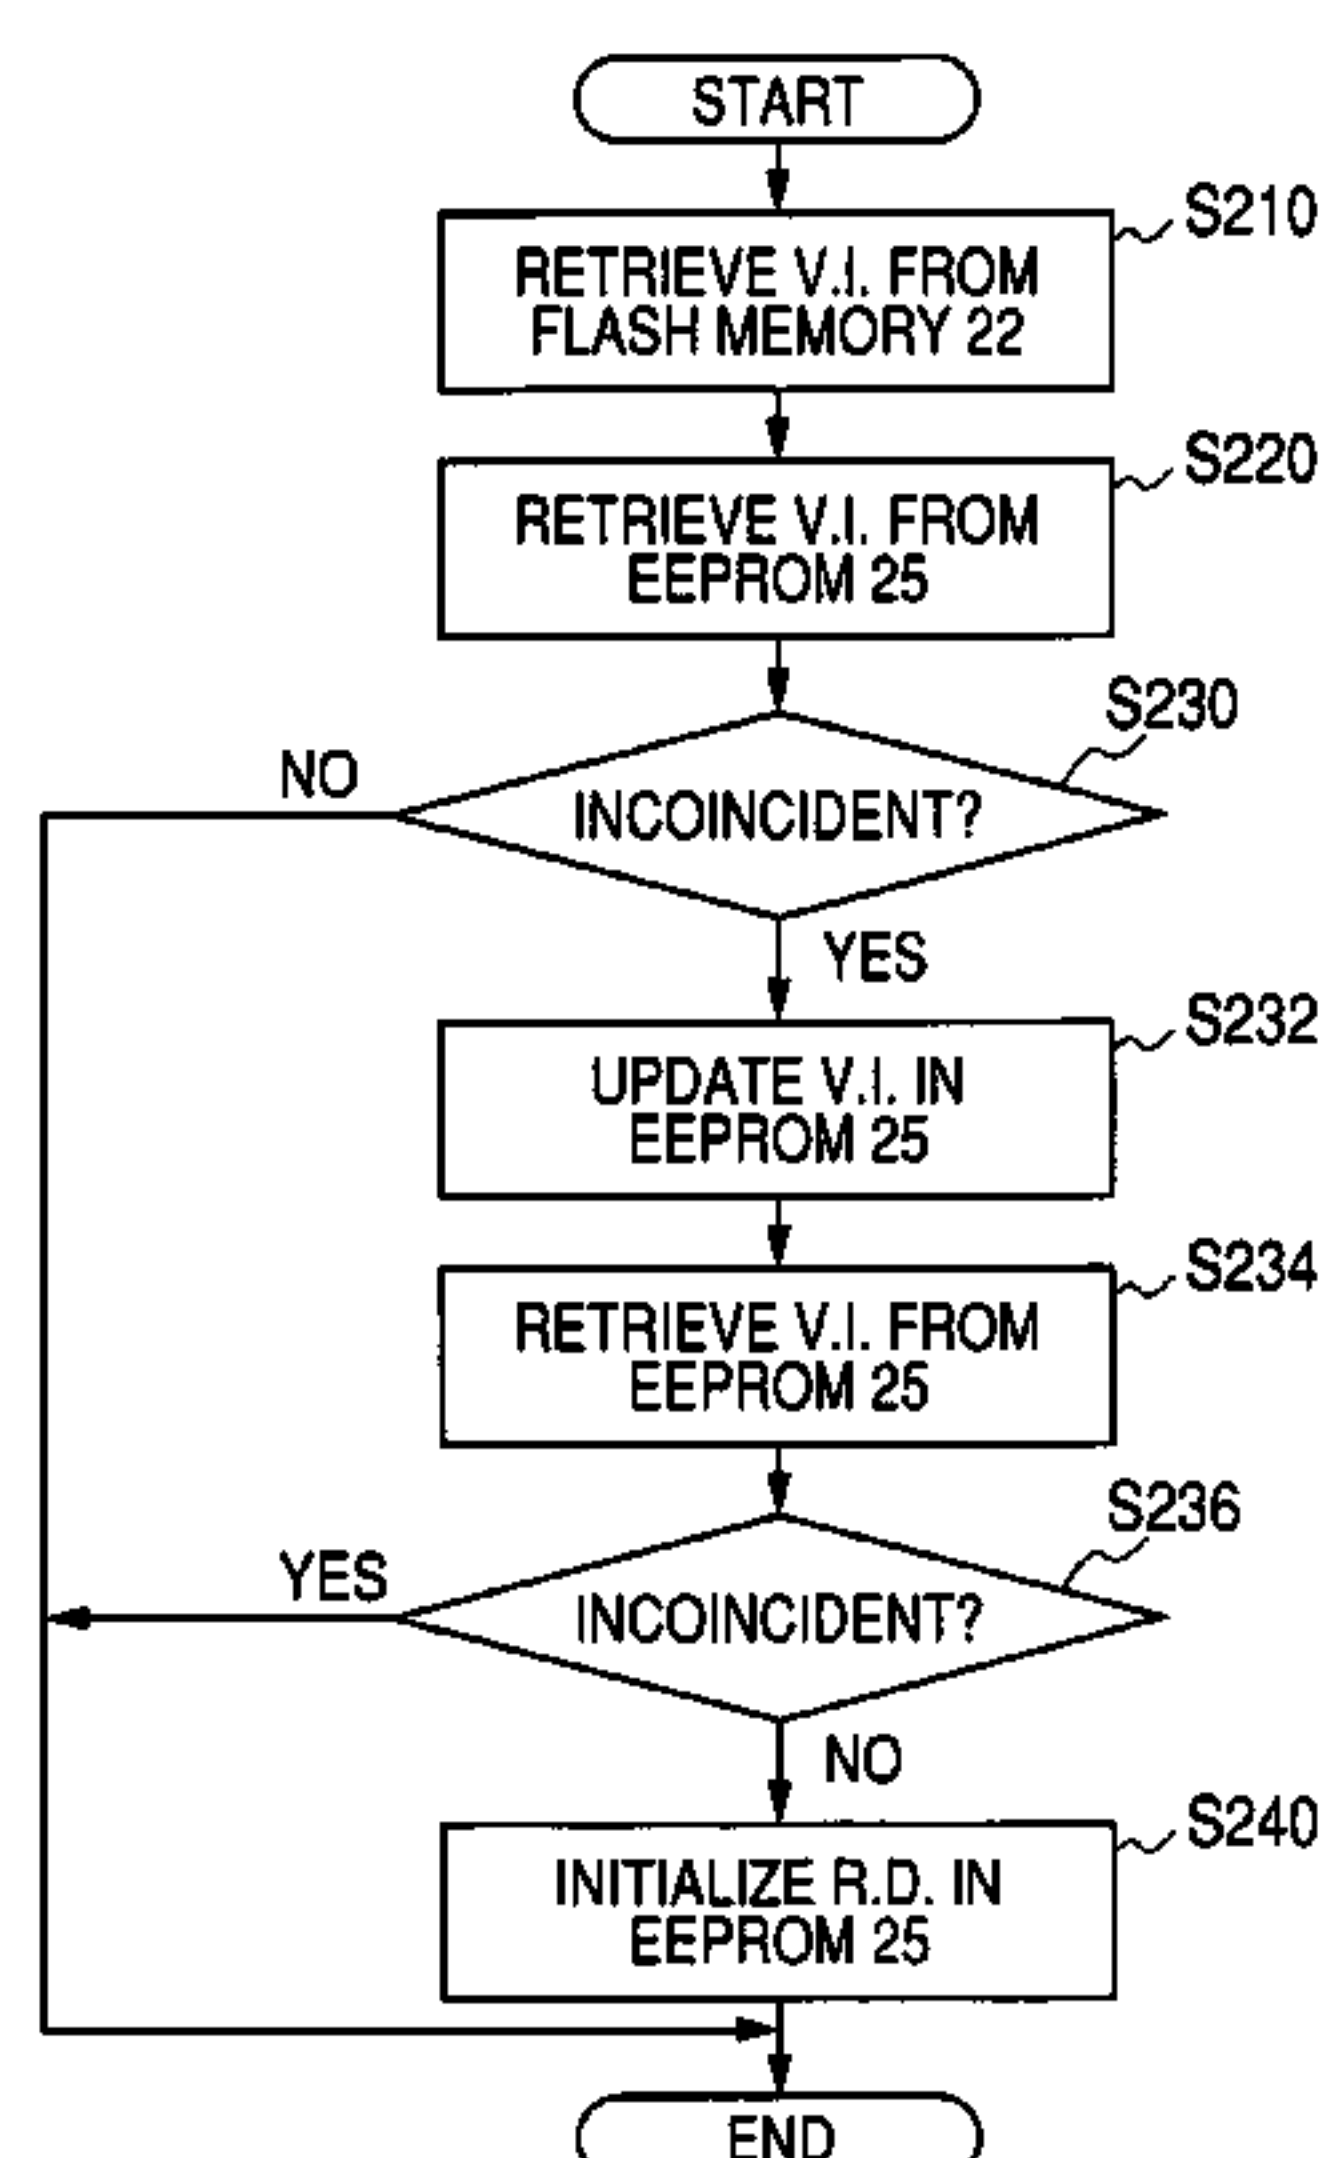 START
S210
RETRIEVE V.I. FROM
FLASH MEMORY 22
S220
RETRIEVE V.I. FROM
EEPROM 25
S230
NO
INCOINCIDENT?
YES
S232
UPDATE V.I. IN
EEPROM 25
S234
RETRIEVE V.I. FROM
EEPROM 25
S236
YES
INCOINCIDENT?
NO
S240
INITIALIZE R.D. IN
EEPROM 25
END